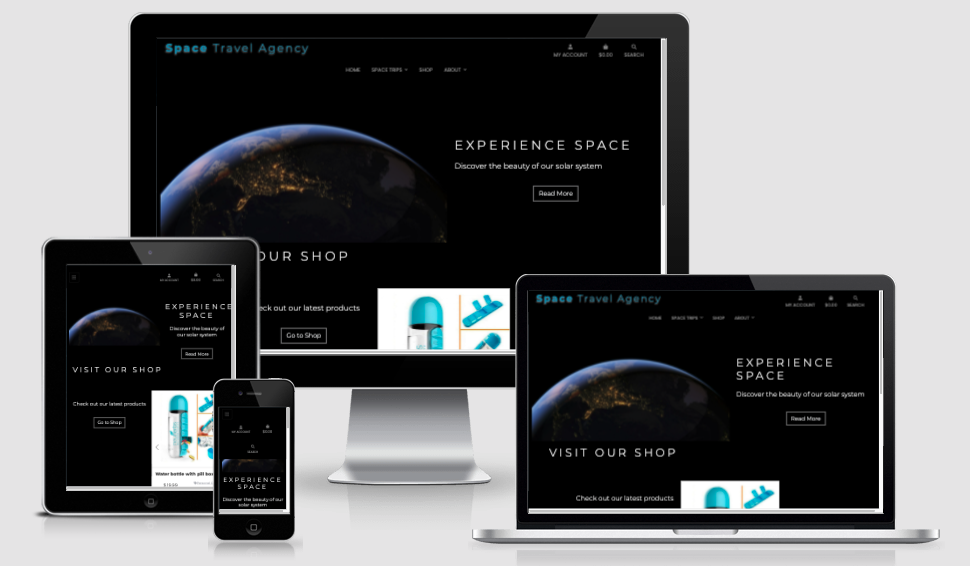 Space Travel Agency
MY ACCOUNT $0.00 SEARCH
HOME SPACE TRIPS SHOP ABOUT
EXPERIENCE SPACE
Discover the beauty of our solar system
Read More
OUR SHOP
eck out our latest products
Go to Shop
MY ACCOUNT $0.00 SEARCH
EXPERIENCE
SPACE
Discover the beauty of
our solar system
Read More
VISIT OUR SHOP
Check out our latest products
Go to Shop
Water bottle with pill box
$19.99
MY ACCOUNT $0.00
SEARCH
EXPERIENCE
SPACE
Discover the beauty of our
solar system
Space Travel Agency
MY ACCOUNT $0.00 SEARCH
HOME SPACE TRIPS SHOP ABOUT
EXPERIENCE
SPACE
Discover the beauty of our solar system
Read More
VISIT OUR SHOP
Check out our latest products